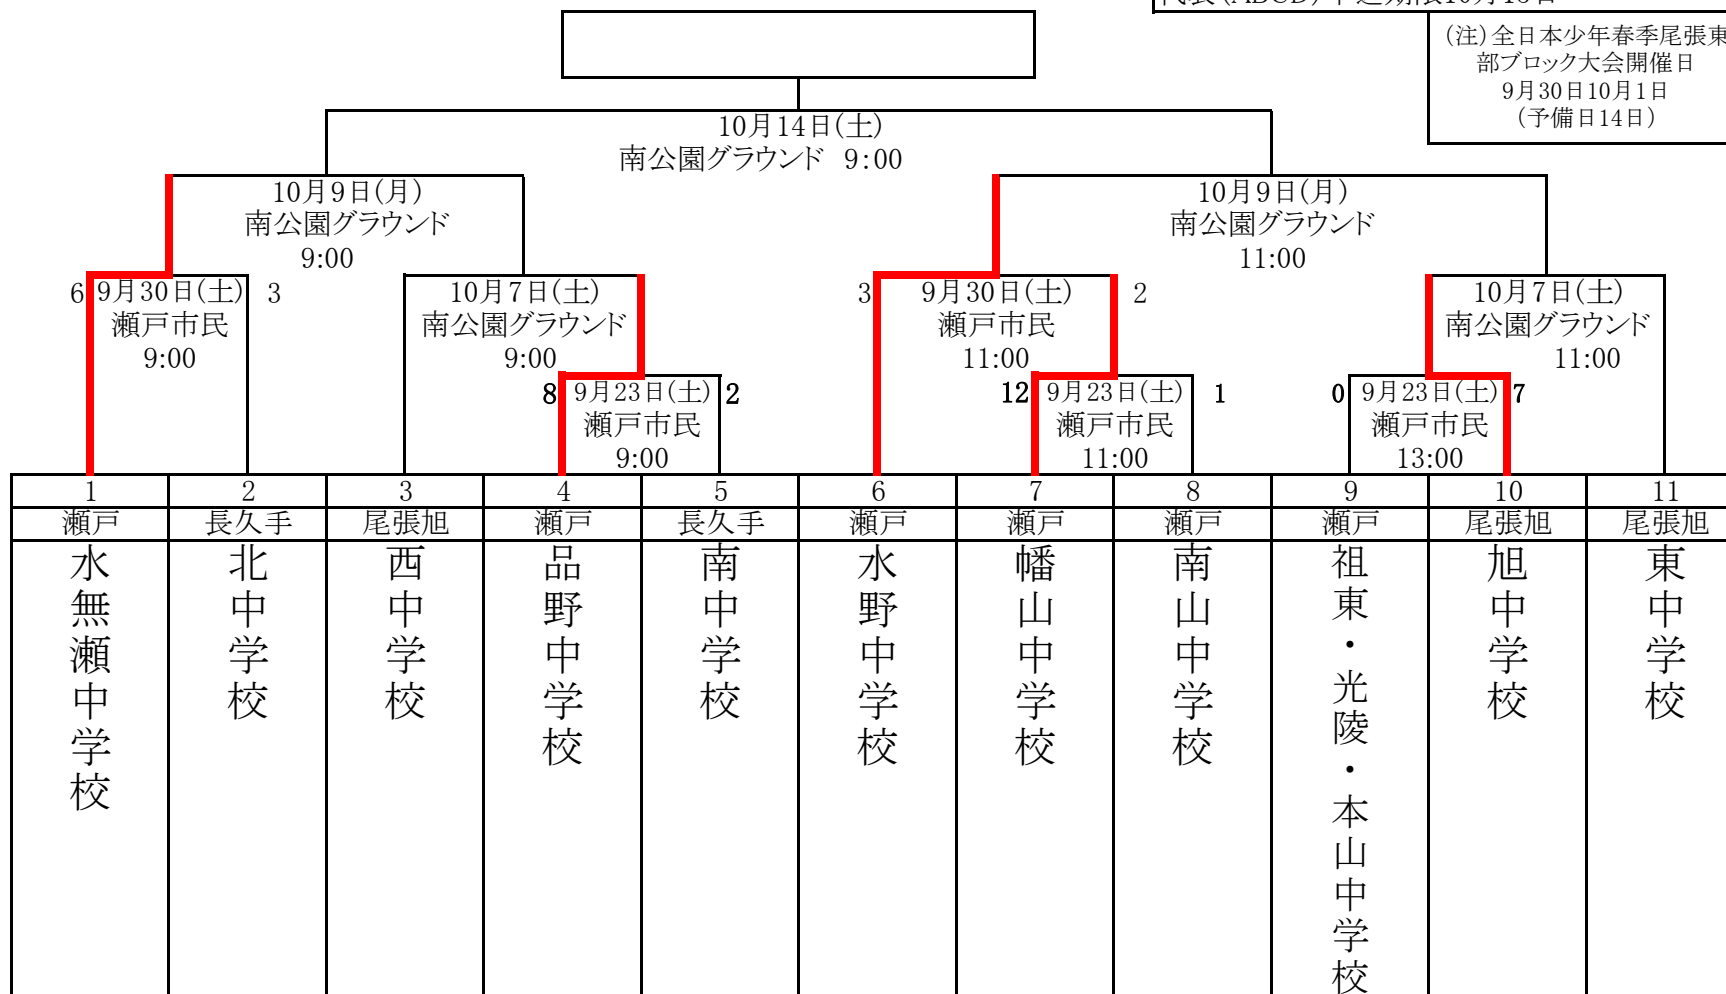 (注)全日本少年春季尾張東
部ブロック大会開催日
9月30日10月1日
(予備日14日)
10月14日(土)
南公園グラウンド 9:00
10月9日(月)
南公園グラウンド
9:00
10月9日(月)
南公園グラウンド
11:00
6 9月30日(土) 3
瀬戸市民
9:00
10月7日(土)
南公園グラウンド
9:00
3 9月30日(土) 2
瀬戸市民
11:00
10月7日(土)
南公園グラウンド
11:00
8 9月23日(土) 2
瀬戸市民
9:00
12 9月23日(土) 1
瀬戸市民
11:00
0 9月23日(土) 7
瀬戸市民
13:00
1 2 3 4 5 6 7 8 9 10 11
瀬戸 長久手 尾張旭 瀬戸 長久手 瀬戸 瀬戸 瀬戸 瀬戸 尾張旭 尾張旭
水無瀬中学校
北中学校
西中学校
品野中学校
南中学校
水野中学校
幡山中学校
南山中学校
祖東・光陵・本山中学校
旭中学校
東中学校